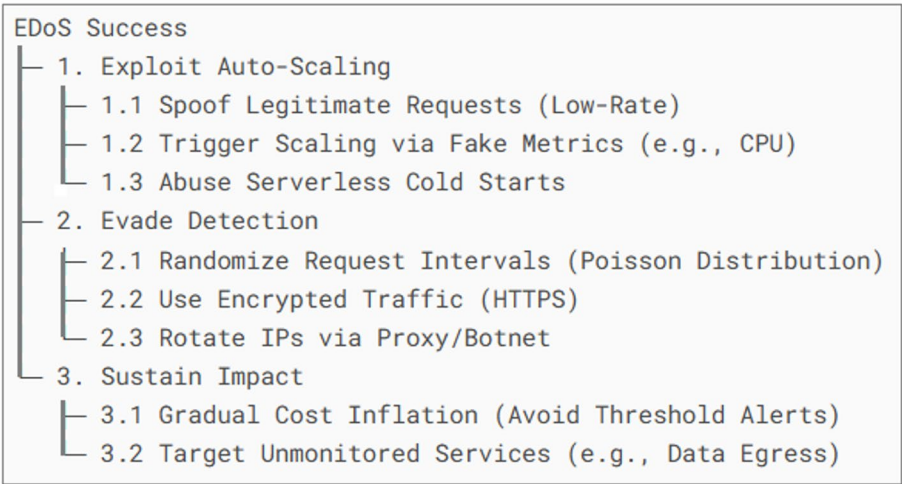 EDoS Success
1. Exploit Auto-Scaling
1.1 Spoof Legitimate Requests (Low-Rate)
1.2 Trigger Scaling via Fake Metrics (e.g., CPU)
1.3 Abuse Serverless Cold Starts
2. Evade Detection
2.1 Randomize Request Intervals (Poisson Distribution)
2.2 Use Encrypted Traffic (HTTPS)
2.3 Rotate IPs via Proxy/Botnet
3. Sustain Impact
3.1 Gradual Cost Inflation (Avoid Threshold Alerts)
3.2 Target Unmonitored Services (e.g., Data Egress)